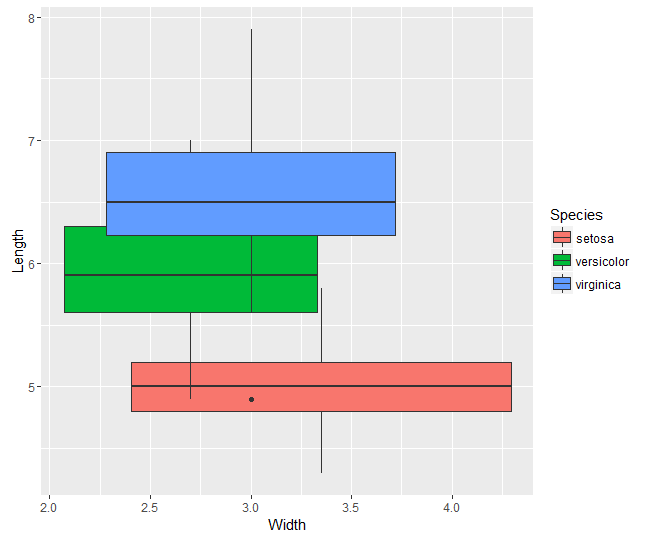 8
7
6
5
Length
2.0 2.5 3.0 3.5 4.0
Width
Species
setosa
versicolor
virginica